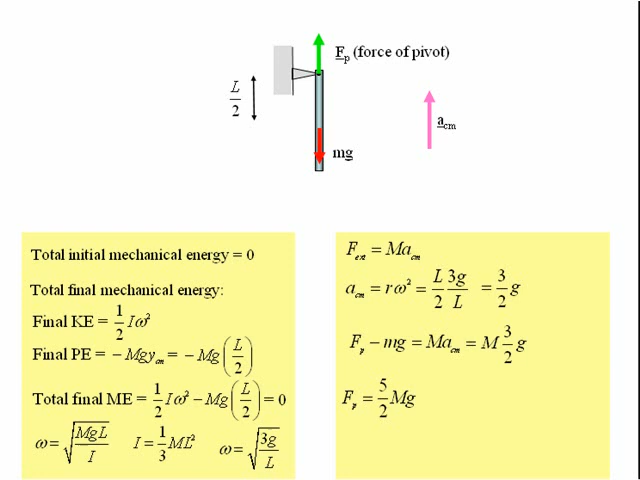 F_p (force of pivot)
L/2
a_cm
mg
Total initial mechanical energy = 0
Total final mechanical energy:
Final KE = 1/2 Iω²
Final PE = −Mgy_cm = −Mg(L/2)
Total final ME = 1/2 Iω² − Mg(L/2) = 0
ω = √(MgL/I) I = 1/3 ML² ω = √(3g/L)
F_ext = Ma_cm
a_cm = rω² = L/2 3g/L = 3/2 g
F_p − mg = Ma_cm = M 3/2 g
F_p = 5/2 Mg